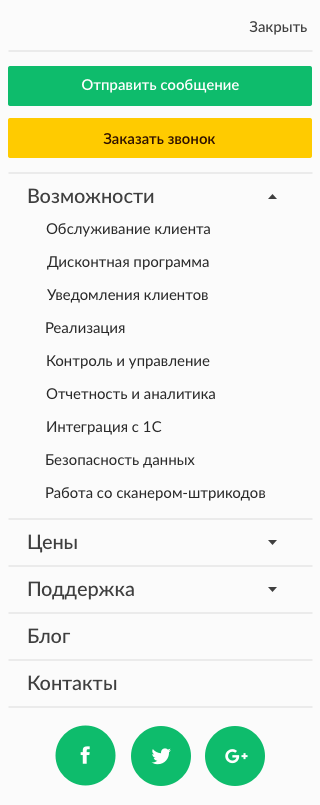 Закрыть
Отправить сообщение
Заказать звонок
Возможности
Обслуживание клиента
Дисконтная программа
Уведомления клиентов
Реализация
Контроль и управление
Отчетность и аналитика
Интеграция с 1С
Безопасность данных
Работа со сканером-штрикодов
Цены
Поддержка
Блог
Контакты
f
G+